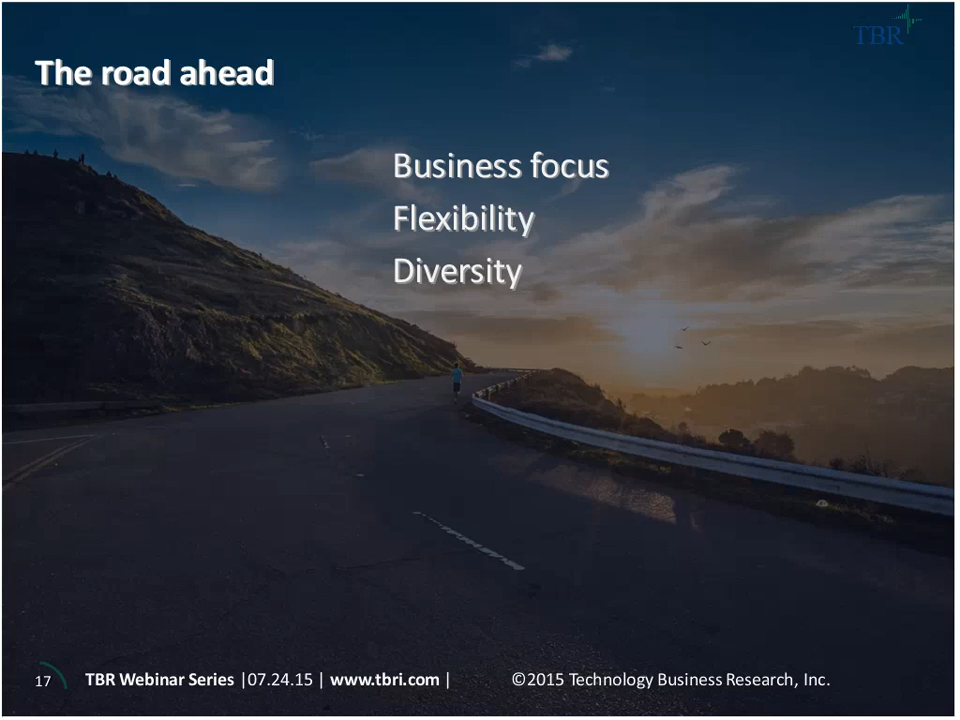 TBR
The road ahead
Business focus
Flexibility
Diversity
17 TBR Webinar Series |07.24.15 | www.tbri.com | ©2015 Technology Business Research, Inc.